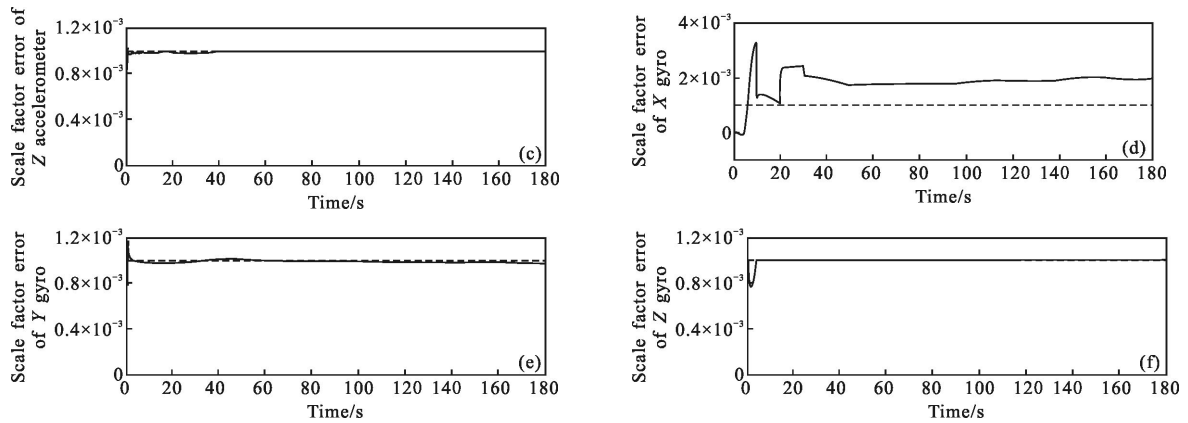 Scale factor error of
Z accelerometer
1.2×10⁻³
0.8×10⁻³
0.4×10⁻³
0
(c)
0 20 40 60 80 100 120 140 160 180
Time/s
Scale factor error
of X gyro
4×10⁻³
2×10⁻³
0
(d)
0 20 40 60 80 100 120 140 160 180
Time/s
Scale factor error
of Y gyro
1.2×10⁻³
0.8×10⁻³
0.4×10⁻³
0
(e)
0 20 40 60 80 100 120 140 160 180
Time/s
Scale factor error
of Z gyro
1.2×10⁻³
0.8×10⁻³
0.4×10⁻³
0
(f)
0 20 40 60 80 100 120 140 160 180
Time/s